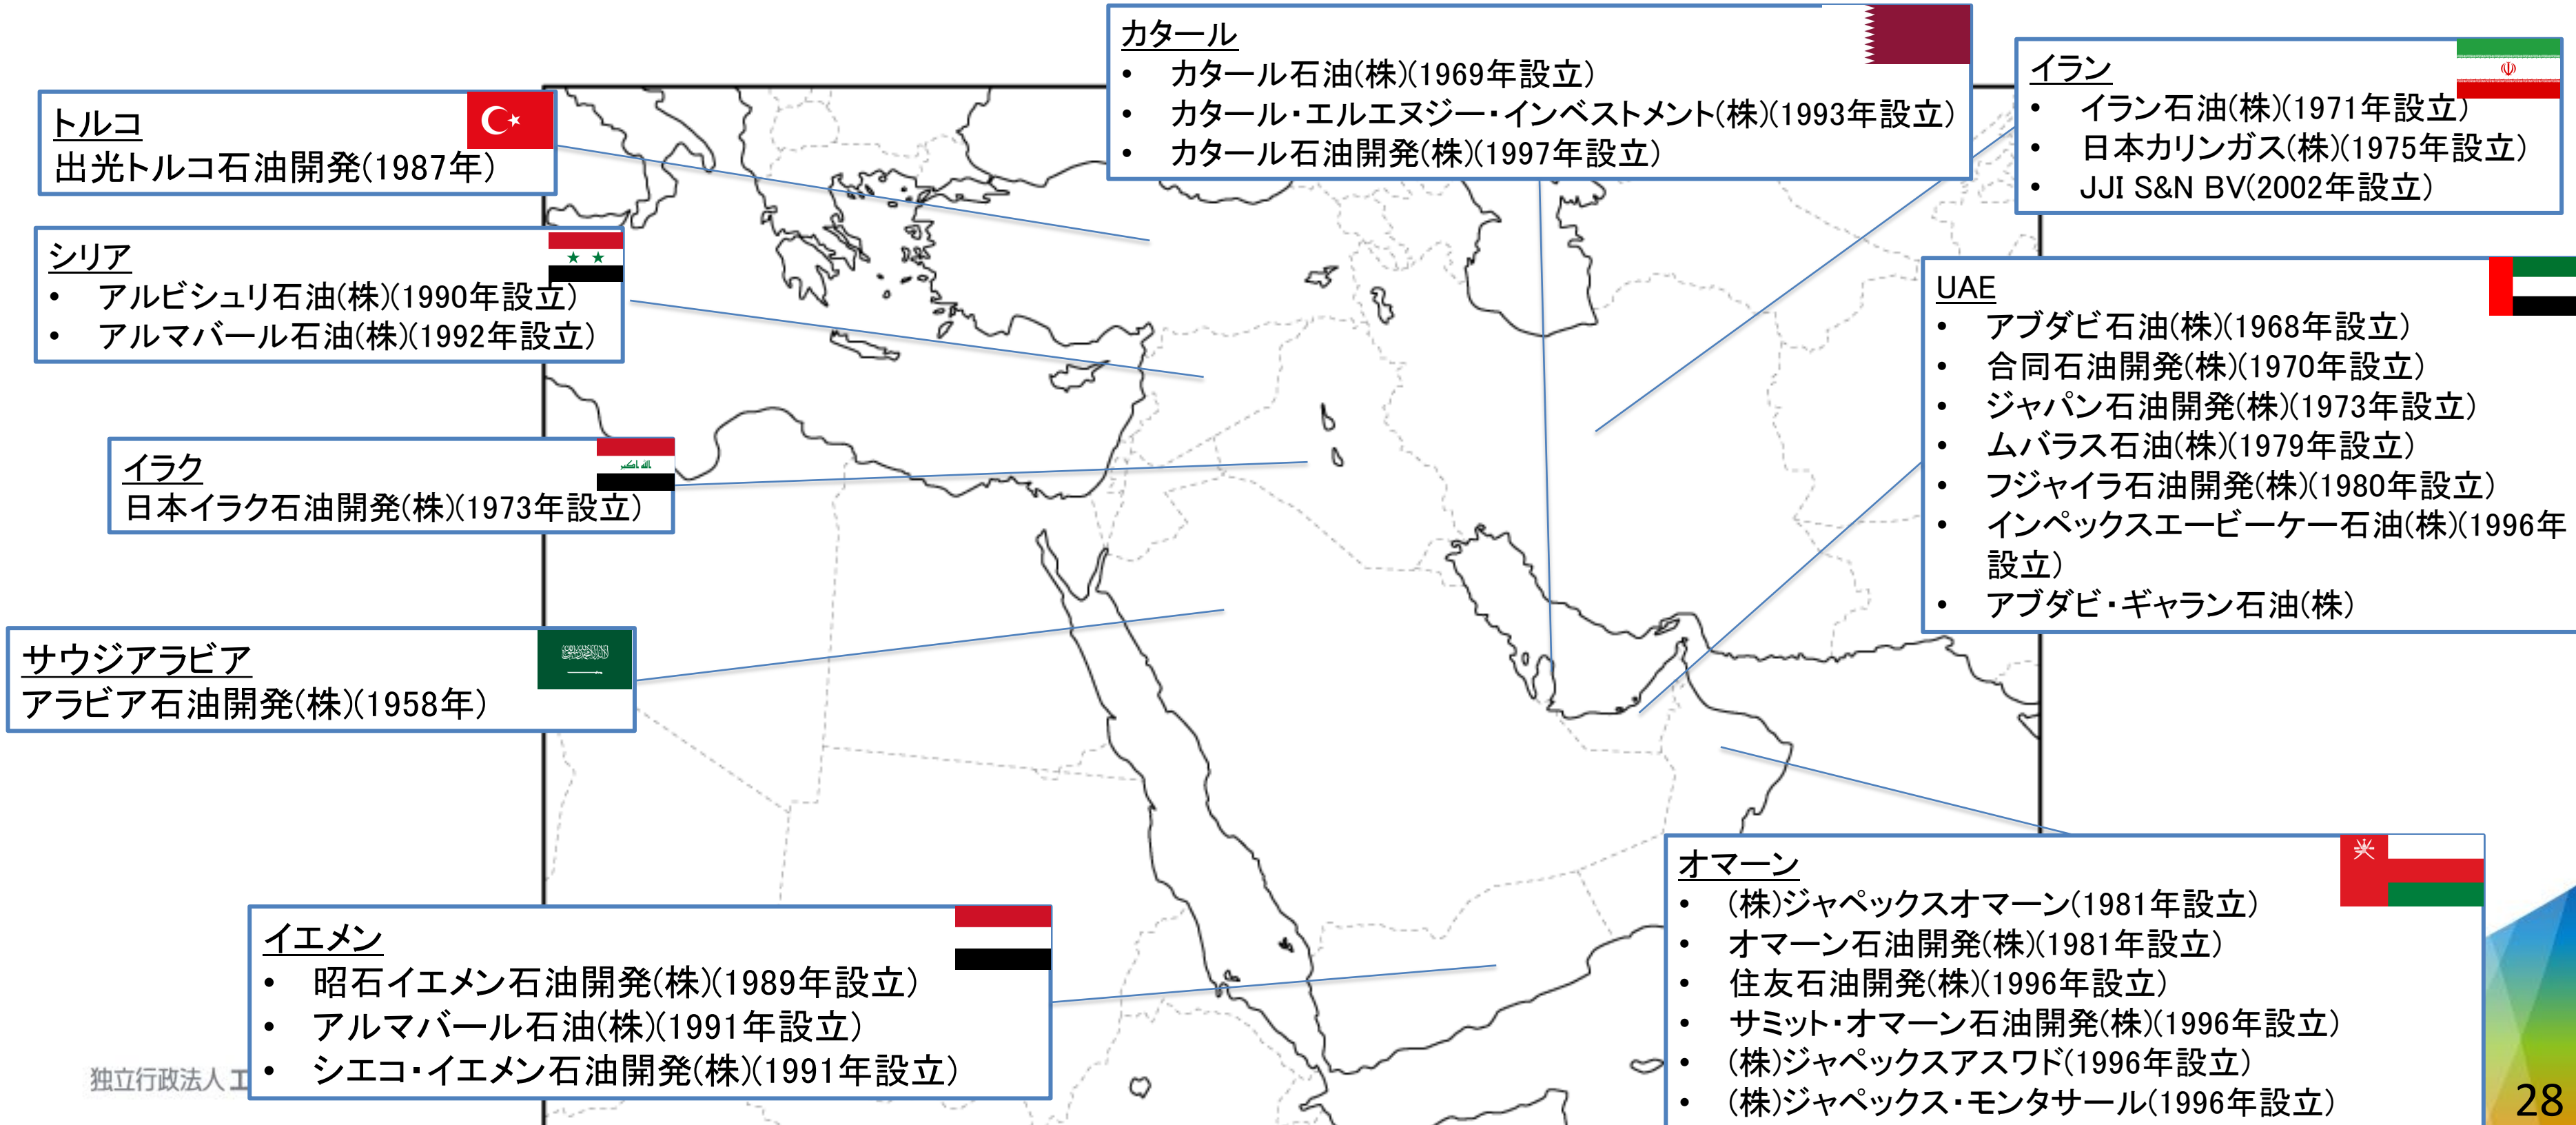 カタール
• カタール石油(株)(1969年設立)
• カタール・エルエヌジー・インベストメント(株)(1993年設立)
• カタール石油開発(株)(1997年設立)
イラン
• イラン石油(株)(1971年設立)
• 日本カリンガス(株)(1975年設立)
• JJI S&N BV(2002年設立)
トルコ
出光トルコ石油開発(1987年)
シリア
• アルビシュリ石油(株)(1990年設立)
• アルマバール石油(株)(1992年設立)
UAE
• アブダビ石油(株)(1968年設立)
• 合同石油開発(株)(1970年設立)
• ジャパン石油開発(株)(1973年設立)
• ムバラス石油(株)(1979年設立)
• フジャイラ石油開発(株)(1980年設立)
• インペックスエービーケー石油(株)(1996年
設立)
• アブダビ・ギャラン石油(株)
イラク
日本イラク石油開発(株)(1973年設立)
サウジアラビア
アラビア石油開発(株)(1958年)
オマーン
• (株)ジャペックスオマーン(1981年設立)
• オマーン石油開発(株)(1981年設立)
• 住友石油開発(株)(1996年設立)
• サミット・オマーン石油開発(株)(1996年設立)
• (株)ジャペックスアスワド(1996年設立)
• (株)ジャペックス・モンタサール(1996年設立)
イエメン
• 昭石イエメン石油開発(株)(1989年設立)
• アルマバール石油(株)(1991年設立)
• シエコ・イエメン石油開発(株)(1991年設立)
独立行政法人
28